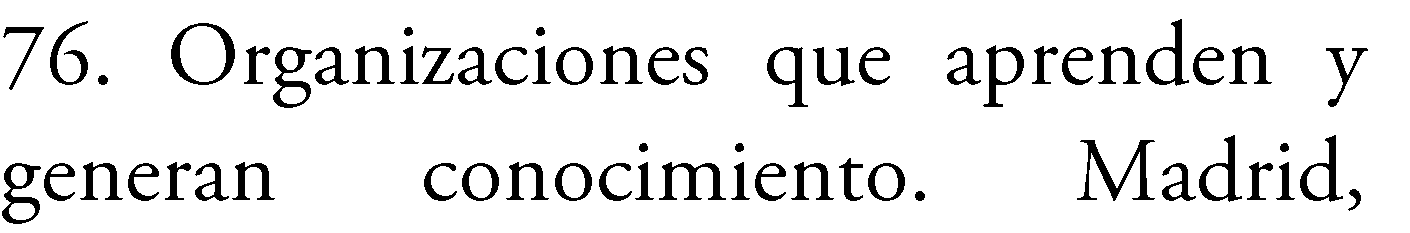 76. Organizaciones que aprenden y
generan conocimiento. Madrid,